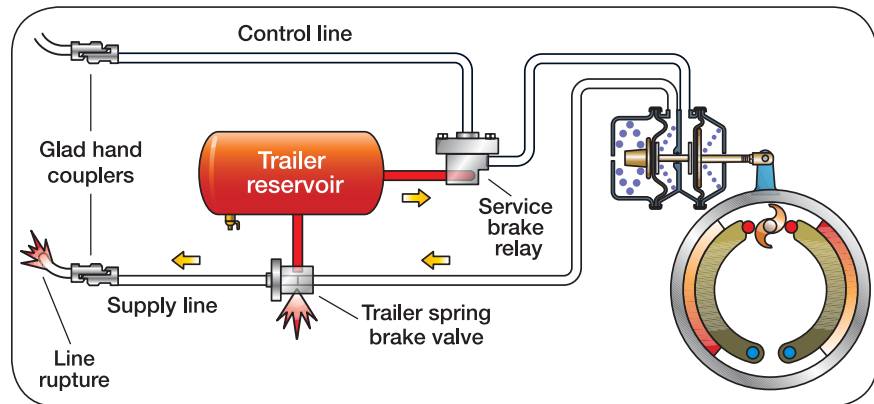 Control line
Glad hand
couplers
Trailer
reservoir
Service
brake
relay
Supply line
Trailer spring
brake valve
Line
rupture